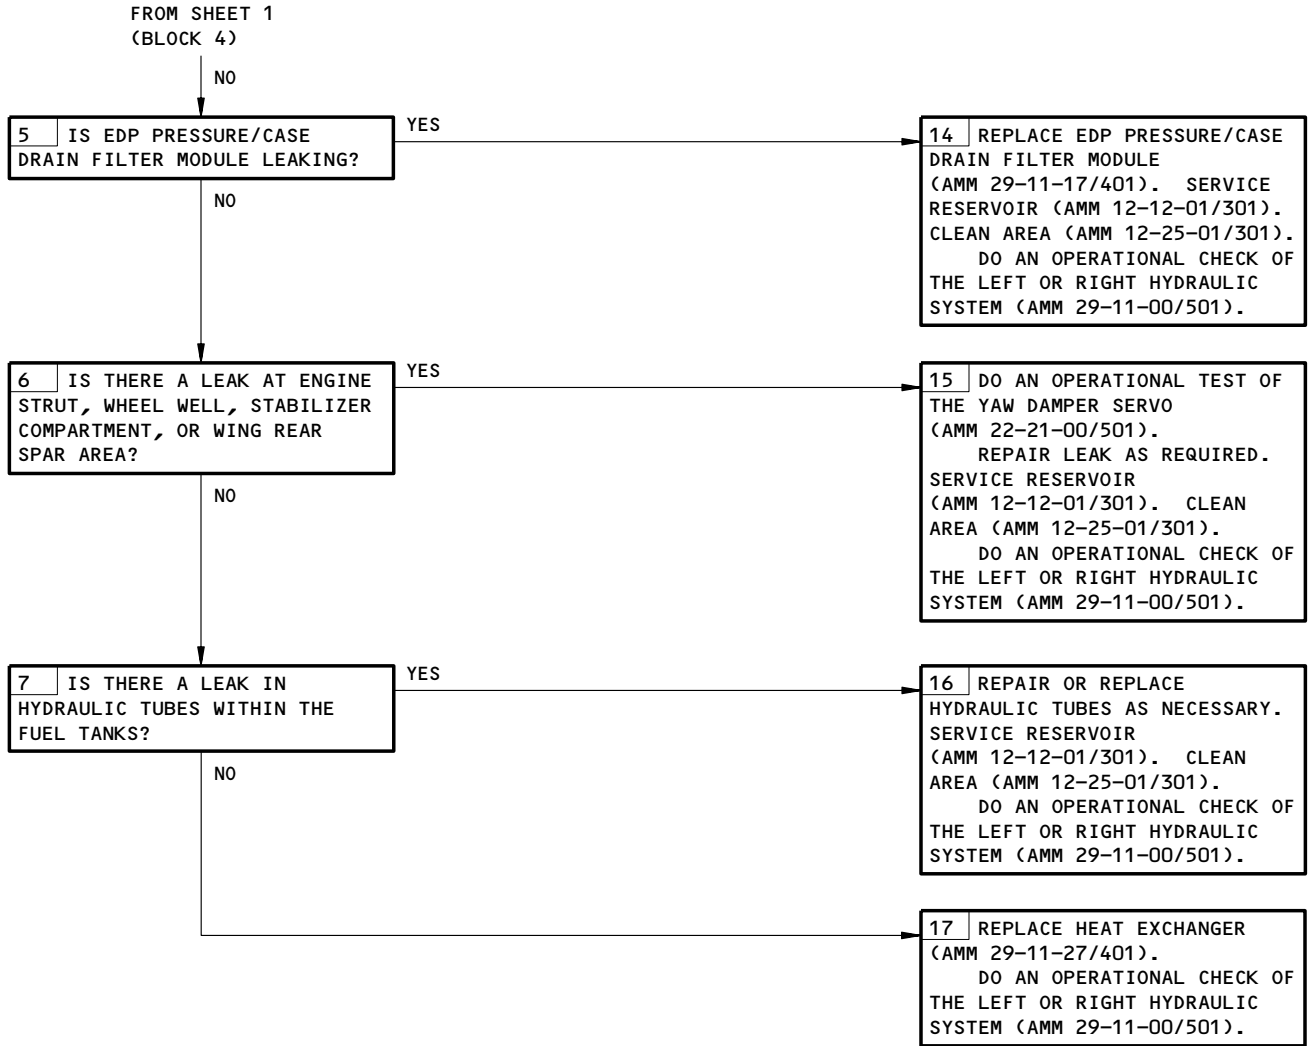 FROM SHEET 1
(BLOCK 4)
NO
5 IS EDP PRESSURE/CASE
DRAIN FILTER MODULE LEAKING?
YES
14 REPLACE EDP PRESSURE/CASE
DRAIN FILTER MODULE
(AMM 29-11-17/401). SERVICE
RESERVOIR (AMM 12-12-01/301).
CLEAN AREA (AMM 12-25-01/301).
DO AN OPERATIONAL CHECK OF
THE LEFT OR RIGHT HYDRAULIC
SYSTEM (AMM 29-11-00/501).
NO
6 IS THERE A LEAK AT ENGINE
STRUT, WHEEL WELL, STABILIZER
COMPARTMENT, OR WING REAR
SPAR AREA?
YES
15 DO AN OPERATIONAL TEST OF
THE YAW DAMPER SERVO
(AMM 22-21-00/501).
REPAIR LEAK AS REQUIRED.
SERVICE RESERVOIR
(AMM 12-12-01/301). CLEAN
AREA (AMM 12-25-01/301).
DO AN OPERATIONAL CHECK OF
THE LEFT OR RIGHT HYDRAULIC
SYSTEM (AMM 29-11-00/501).
NO
7 IS THERE A LEAK IN
HYDRAULIC TUBES WITHIN THE
FUEL TANKS?
YES
16 REPAIR OR REPLACE
HYDRAULIC TUBES AS NECESSARY.
SERVICE RESERVOIR
(AMM 12-12-01/301). CLEAN
AREA (AMM 12-25-01/301).
DO AN OPERATIONAL CHECK OF
THE LEFT OR RIGHT HYDRAULIC
SYSTEM (AMM 29-11-00/501).
NO
17 REPLACE HEAT EXCHANGER
(AMM 29-11-27/401).
DO AN OPERATIONAL CHECK OF
THE LEFT OR RIGHT HYDRAULIC
SYSTEM (AMM 29-11-00/501).